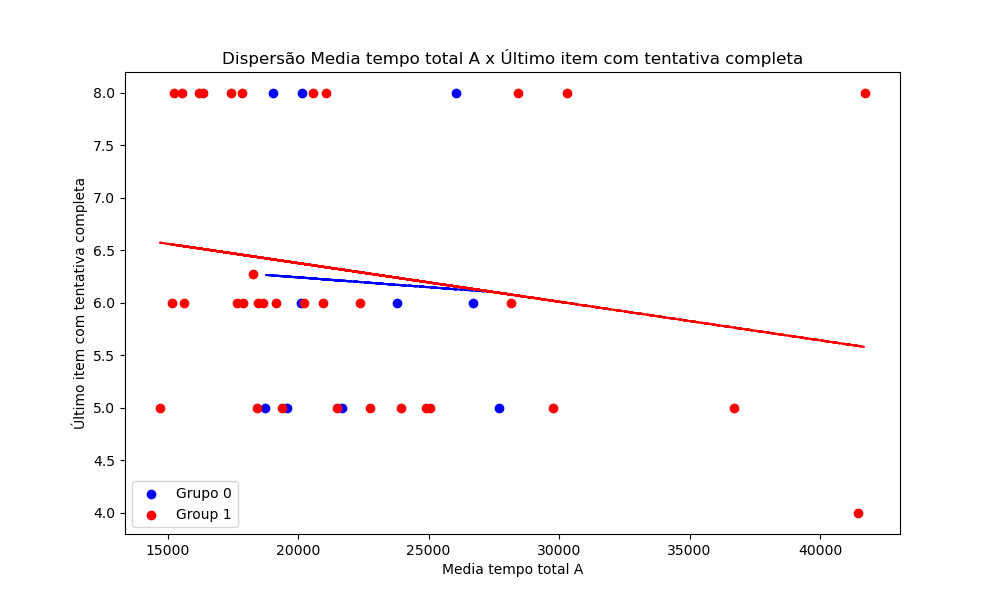 Dispersão Media tempo total A x Último item com tentativa completa
Último item com tentativa completa
8.0
7.5
7.0
6.5
6.0
5.5
5.0
4.5
4.0
Grupo 0
Group 1
15000 20000 25000 30000 35000 40000
Media tempo total A